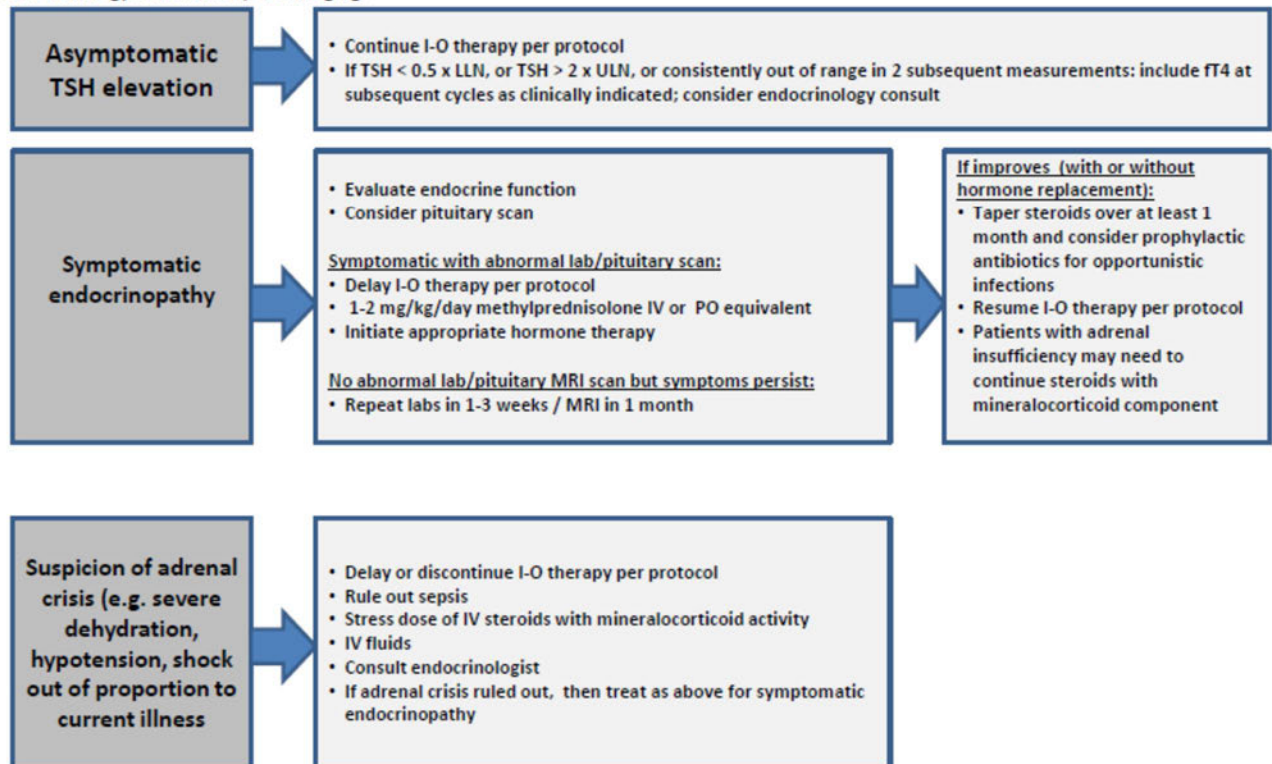 Asymptomatic
TSH elevation
• Continue I-O therapy per protocol
• If TSH < 0.5 x LLN, or TSH > 2 x ULN, or consistently out of range in 2 subsequent measurements: include fT4 at
subsequent cycles as clinically indicated; consider endocrinology consult
Symptomatic
endocrinopathy
• Evaluate endocrine function
• Consider pituitary scan
Symptomatic with abnormal lab/pituitary scan:
• Delay I-O therapy per protocol
• 1-2 mg/kg/day methylprednisolone IV or PO equivalent
• Initiate appropriate hormone therapy
No abnormal lab/pituitary MRI scan but symptoms persist:
• Repeat labs in 1-3 weeks / MRI in 1 month
If improves (with or without
hormone replacement):
• Taper steroids over at least 1
month and consider prophylactic
antibiotics for opportunistic
infections
• Resume I-O therapy per protocol
• Patients with adrenal
insufficiency may need to
continue steroids with
mineralocorticoid component
Suspicion of adrenal
crisis (e.g. severe
dehydration,
hypotension, shock
out of proportion to
current illness
• Delay or discontinue I-O therapy per protocol
• Rule out sepsis
• Stress dose of IV steroids with mineralocorticoid activity
• IV fluids
• Consult endocrinologist
• If adrenal crisis ruled out, then treat as above for symptomatic
endocrinopathy